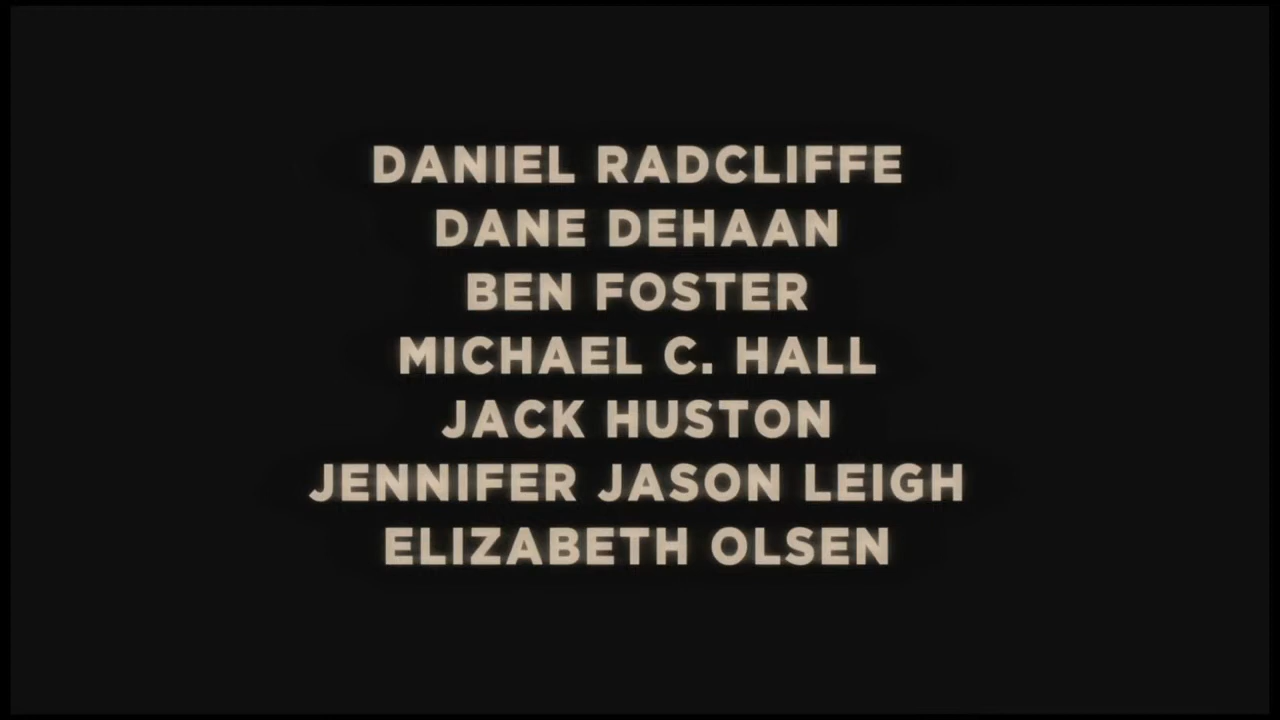 DANIEL RADCLIFFE
DANE DEHAAN
BEN FOSTER
MICHAEL C. HALL
JACK HUSTON
JENNIFER JASON LEIGH
ELIZABETH OLSEN